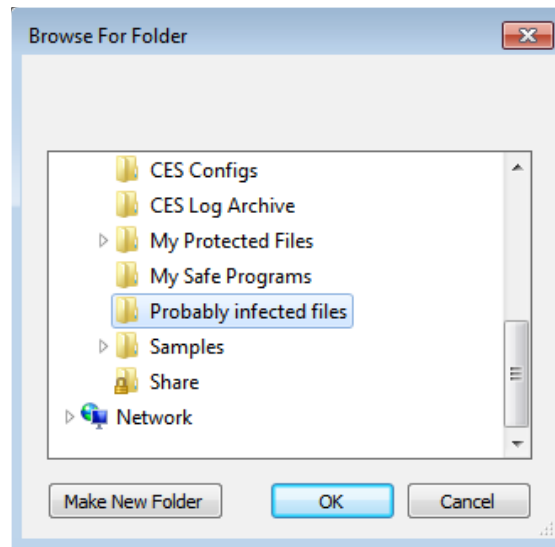 Browse For Folder
CES Configs
CES Log Archive
My Protected Files
My Safe Programs
Probably infected files
Samples
Share
Network
Make New Folder
OK
Cancel